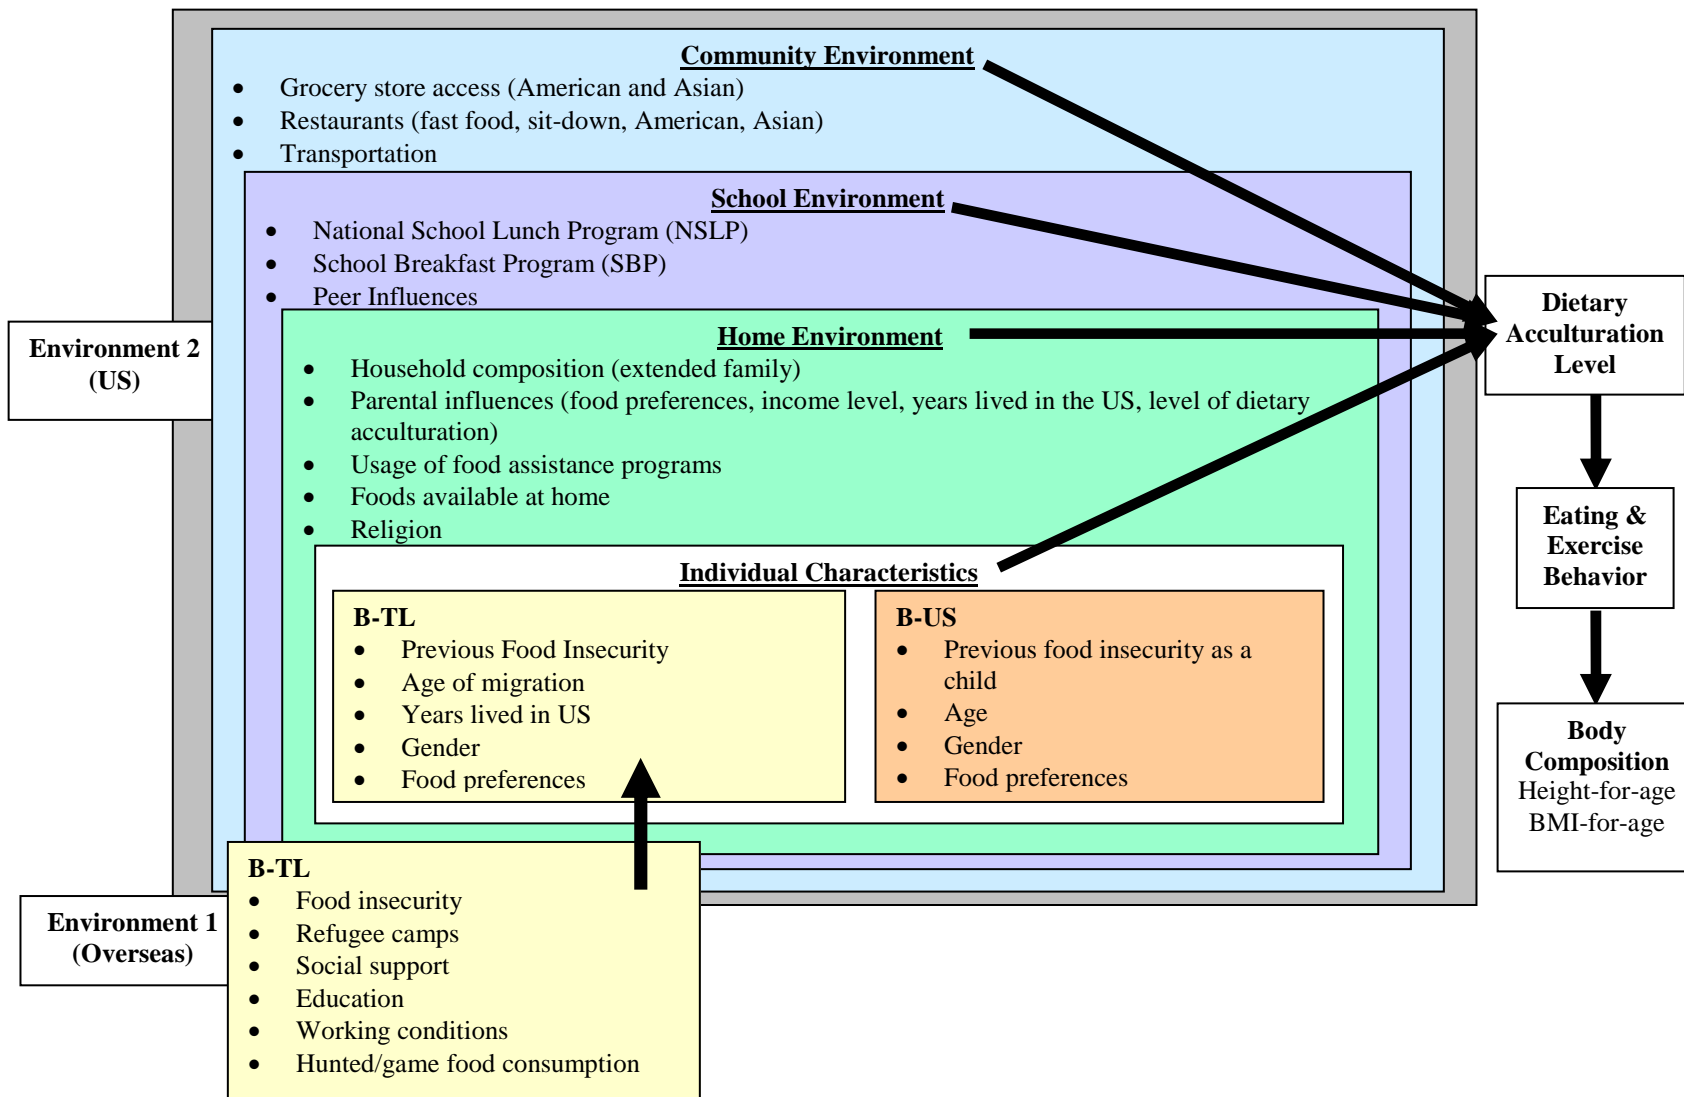 Community Environment
• Grocery store access (American and Asian)
• Restaurants (fast food, sit-down, American, Asian)
• Transportation
School Environment
• National School Lunch Program (NSLP)
• School Breakfast Program (SBP)
• Peer Influences
Home Environment
• Household composition (extended family)
• Parental influences (food preferences, income level, years lived in the US, level of dietary
acculturation)
• Usage of food assistance programs
• Foods available at home
• Religion
Individual Characteristics
B-TL
• Previous Food Insecurity
• Age of migration
• Years lived in US
• Gender
• Food preferences
B-US
• Previous food insecurity as a
child
• Age
• Gender
• Food preferences
Environment 2
(US)
Environment 1
(Overseas)
B-TL
• Food insecurity
• Refugee camps
• Social support
• Education
• Working conditions
• Hunted/game food consumption
Dietary
Acculturation
Level
Eating &
Exercise
Behavior
Body
Composition
Height-for-age
BMI-for-age